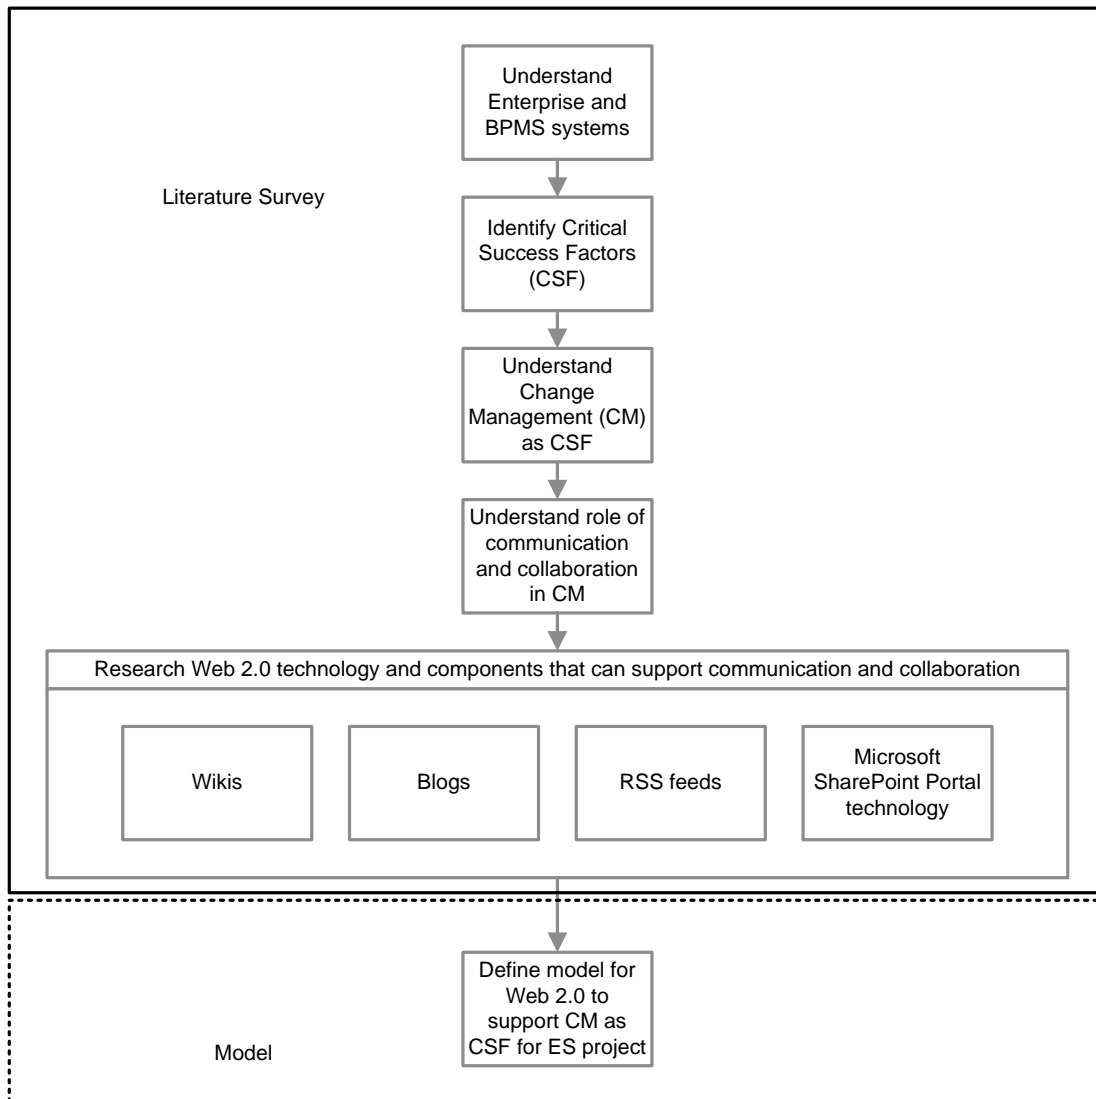 Understand
Enterprise and
BPMS systems
Literature Survey
Identify Critical
Success Factors
(CSF)
Understand
Change
Management (CM)
as CSF
Understand role of
communication
and collaboration
in CM
Research Web 2.0 technology and components that can support communication and collaboration
Wikis
Blogs
RSS feeds
Microsoft
SharePoint Portal
technology
Define model for
Web 2.0 to
support CM as
CSF for ES project
Model